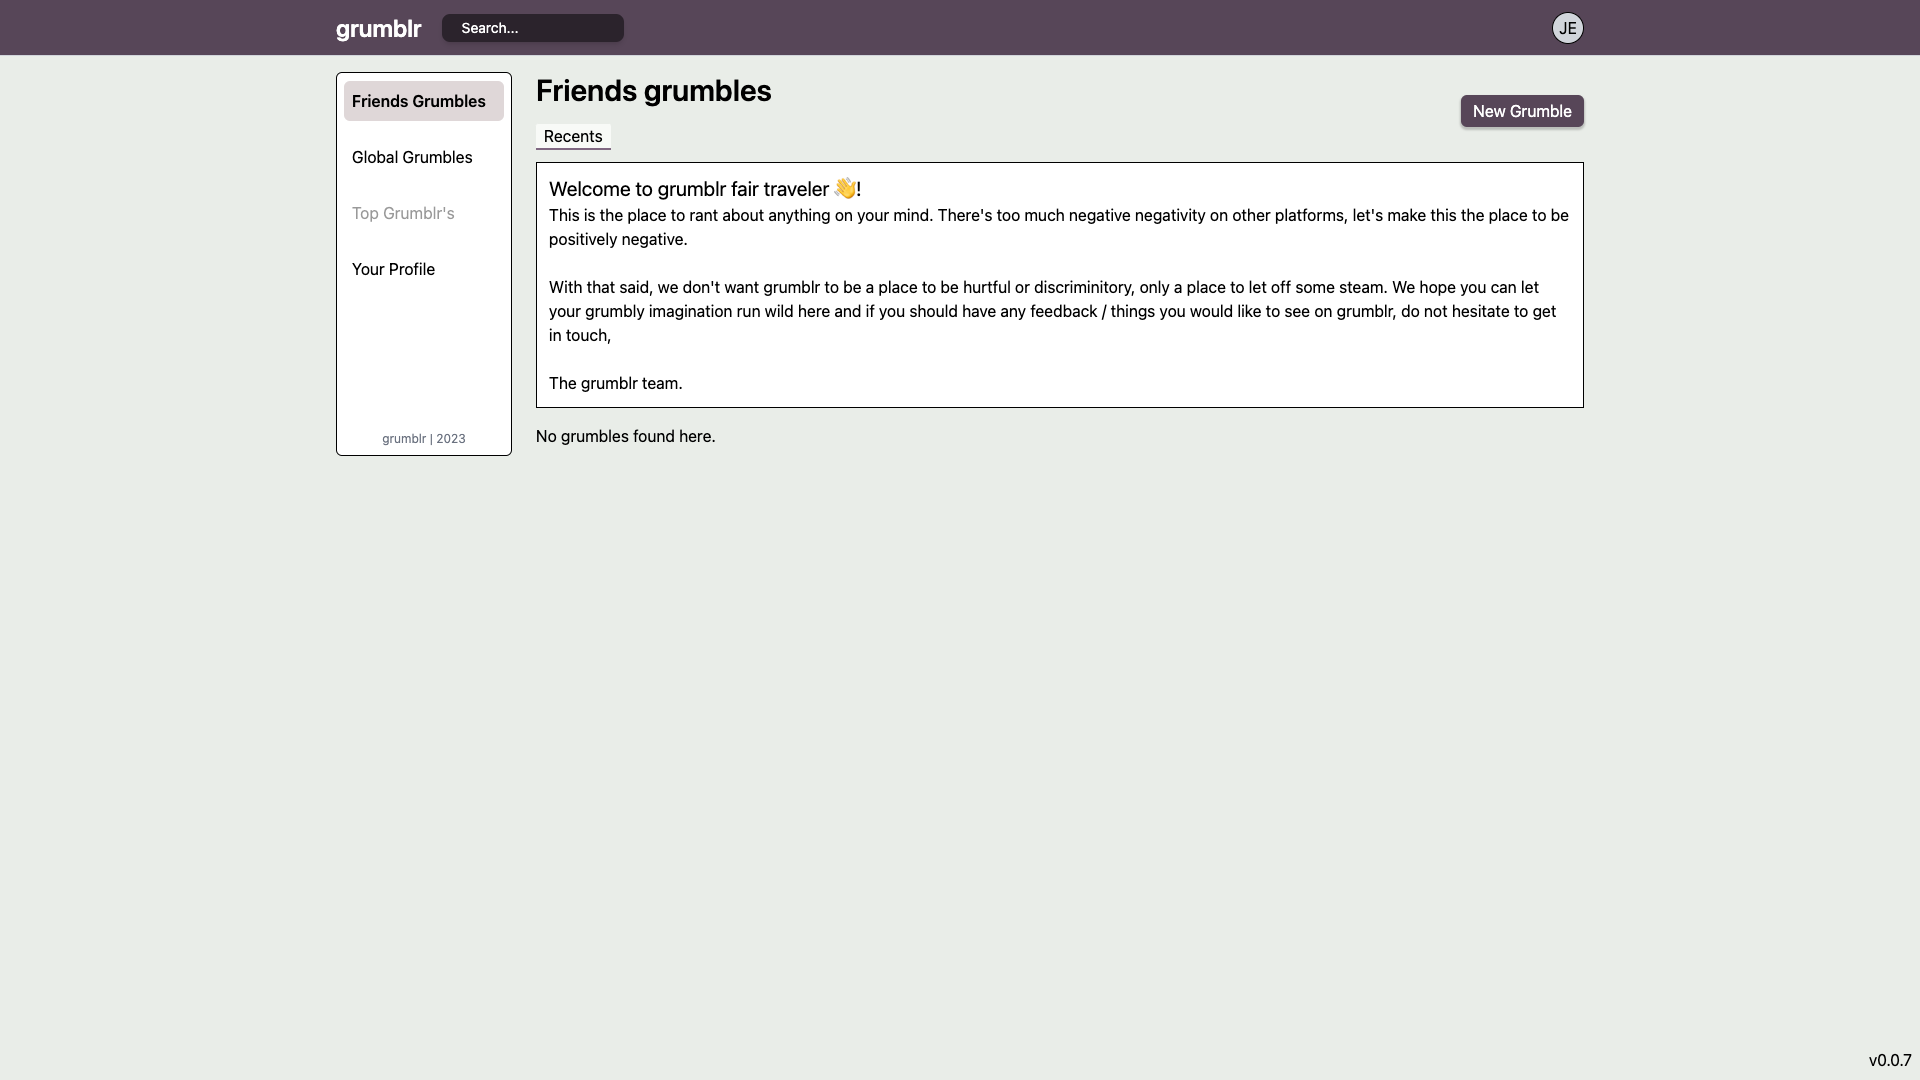 grumblr
Search...
JE
Friends Grumbles
Global Grumbles
Top Grumblr's
Your Profile
grumblr | 2023
Friends grumbles
New Grumble
Recents
Welcome to grumblr fair traveler 👋!
This is the place to rant about anything on your mind. There's too much negative negativity on other platforms, let's make this the place to be
positively negative.
With that said, we don't want grumblr to be a place to be hurtful or discriminitory, only a place to let off some steam. We hope you can let
your grumbly imagination run wild here and if you should have any feedback / things you would like to see on grumblr, do not hesitate to get
in touch,
The grumblr team.
No grumbles found here.
v0.0.7